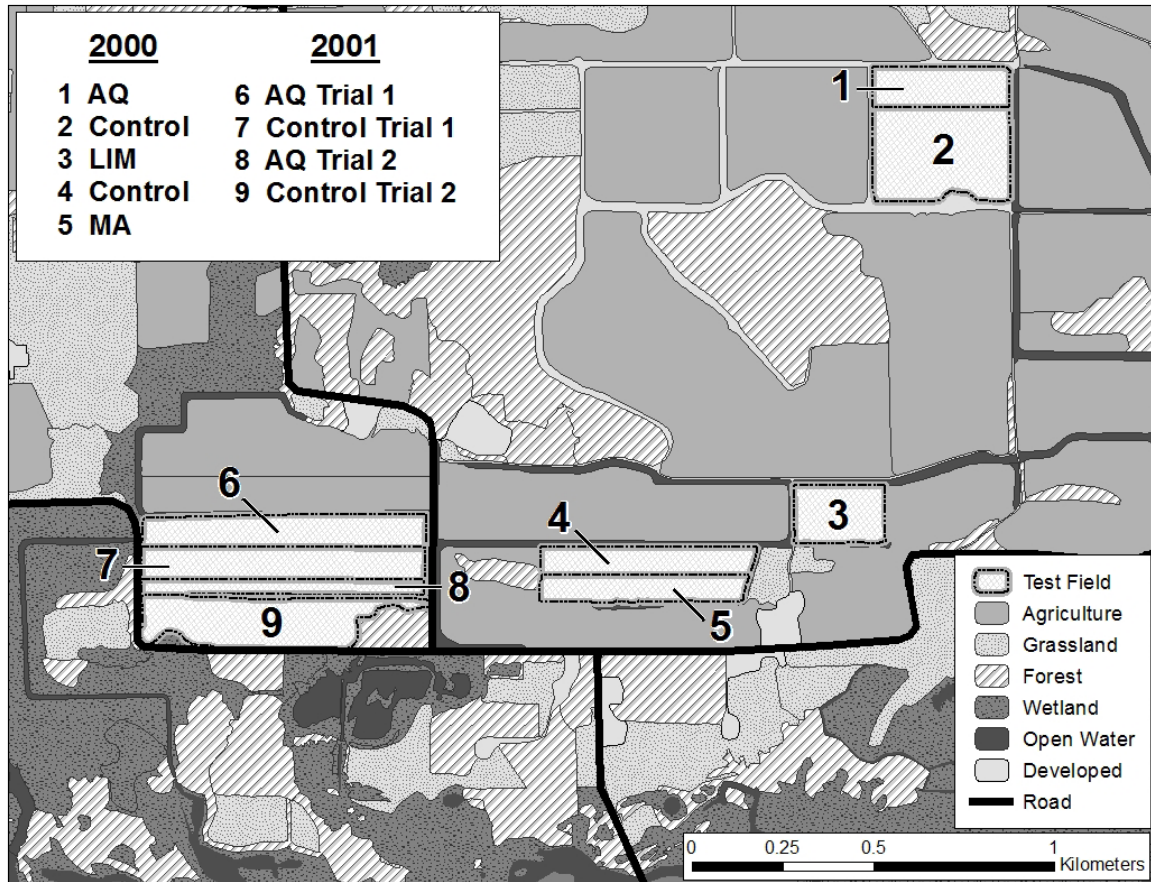 2000
1 AQ
2 Control
3 LIM
4 Control
5 MA
2001
6 AQ Trial 1
7 Control Trial 1
8 AQ Trial 2
9 Control Trial 2
1
2
6
4
3
7
8
5
9
Test Field
Agriculture
Grassland
Forest
Wetland
Open Water
Developed
Road
0 0.25 0.5 1
Kilometers